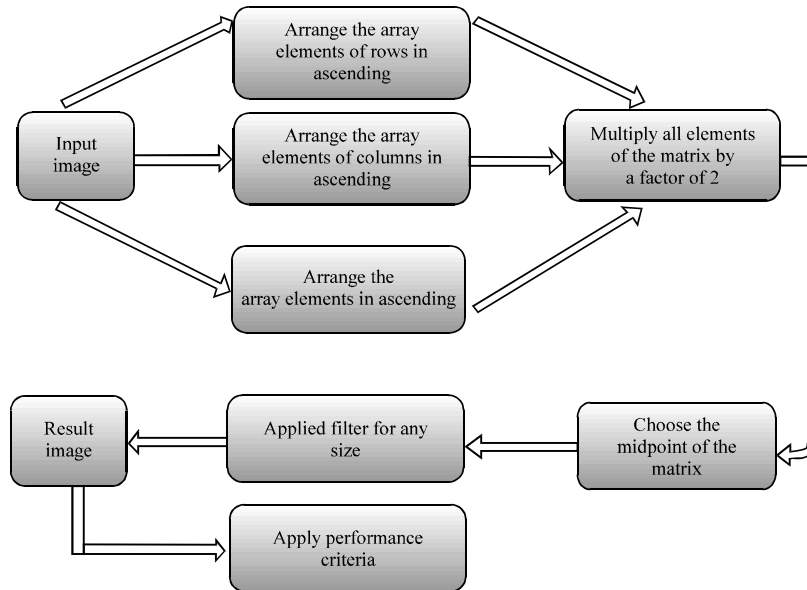 Arrange the array
elements of rows in
ascending
Input
image
Arrange the array
elements of columns in
ascending
Multiply all elements
of the matrix by
a factor of 2
Arrange the
array elements in ascending
Result
image
Applied filter for any
size
Choose the
midpoint of the
matrix
Apply performance
criteria